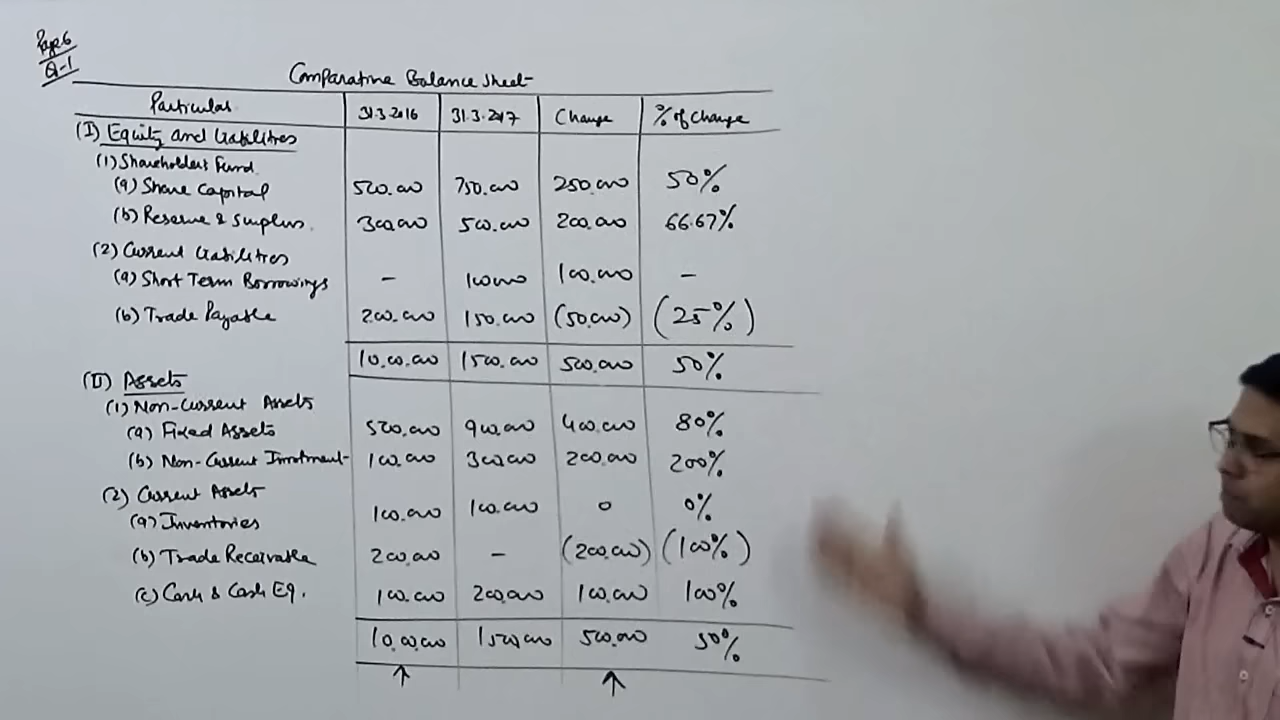 Page 6
Q-1
Comparative Balance Sheet
Particulars 31.3.2016 31.3.2017 Change % of Change
(I) Equity and Liabilities
(1) Shareholders Fund
(a) Share Capital 500,000 750,000 250,000 50%
(b) Reserve & Surplus. 300,000 500,000 200,000 66.67%
(2) Current Liabilities
(a) Short Term Borrowings - 100000 100,000 -
(b) Trade Payable 200,000 150,000 (50,000) (25%)
10,00,000 1500,000 500,000 50%
(II) Assets
(1) Non-Current Assets
(a) Fixed Assets 500,000 900,000 400,000 80%
(b) Non-Current Investment 100,000 300,000 200,000 200%
(2) Current Assets
(a) Inventories 100,000 100,000 0 0%
(b) Trade Receivable 200,000 - (200,000) (100%)
(c) Cash & Cash Eq. 100,000 200,000 100,000 100%
10,00,000 1500,000 500,000 50%